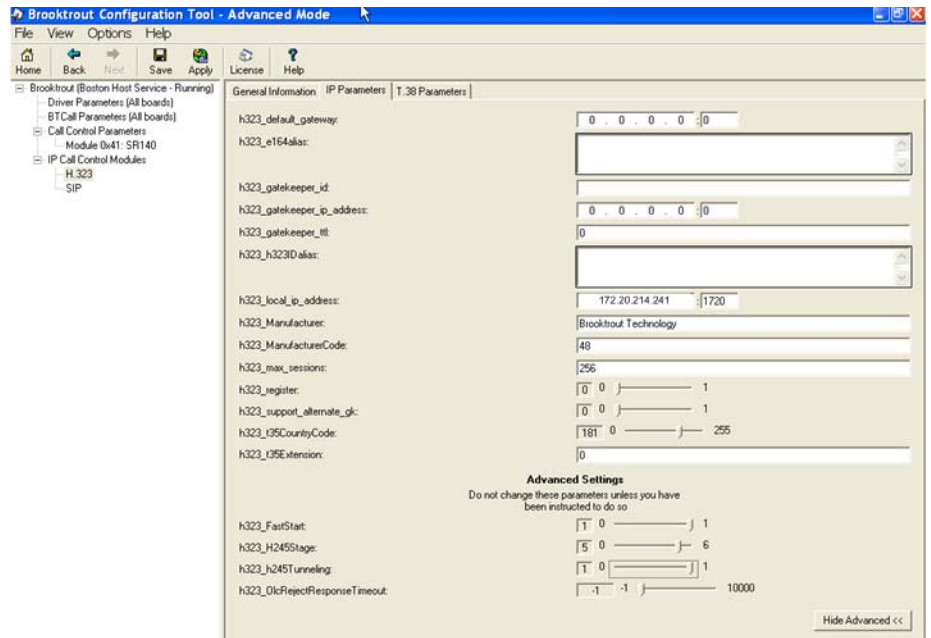 Brooktrout Configuration Tool - Advanced Mode
File View Options Help
Home Back Next Save Apply License Help
Brooktrout (Boston Host Service - Running)
Driver Parameters (All boards)
BTCall Parameters (All boards)
Call Control Parameters
Module 0x41: SR140
IP Call Control Modules
H.323
SIP
General Information IP Parameters T.38 Parameters
h323_default_gateway: 0 . 0 . 0 . 0 :0
h323_e164alias:
h323_gatekeeper_id:
h323_gatekeeper_ip_address: 0 . 0 . 0 . 0 :0
h323_gatekeeper_ttl: 0
h323_h323IDalias:
h323_local_ip_address: 172.20.214.241 :1720
h323_Manufacturer: Brooktrout Technology
h323_ManufacturerCode: 48
h323_max_sessions: 256
h323_register: 0 0 1
h323_support_alternate_gk: 0 0 1
h323_t35CountryCode: 181 0 255
h323_t35Extension: 0
Advanced Settings
Do not change these parameters unless you have
been instructed to do so
h323_FastStart: 1 0 1
h323_H245Stage: 5 0 6
h323_h245Tunneling: 1 0 1
h323_OlcRejectResponseTimeout: -1 -1 10000
Hide Advanced <<